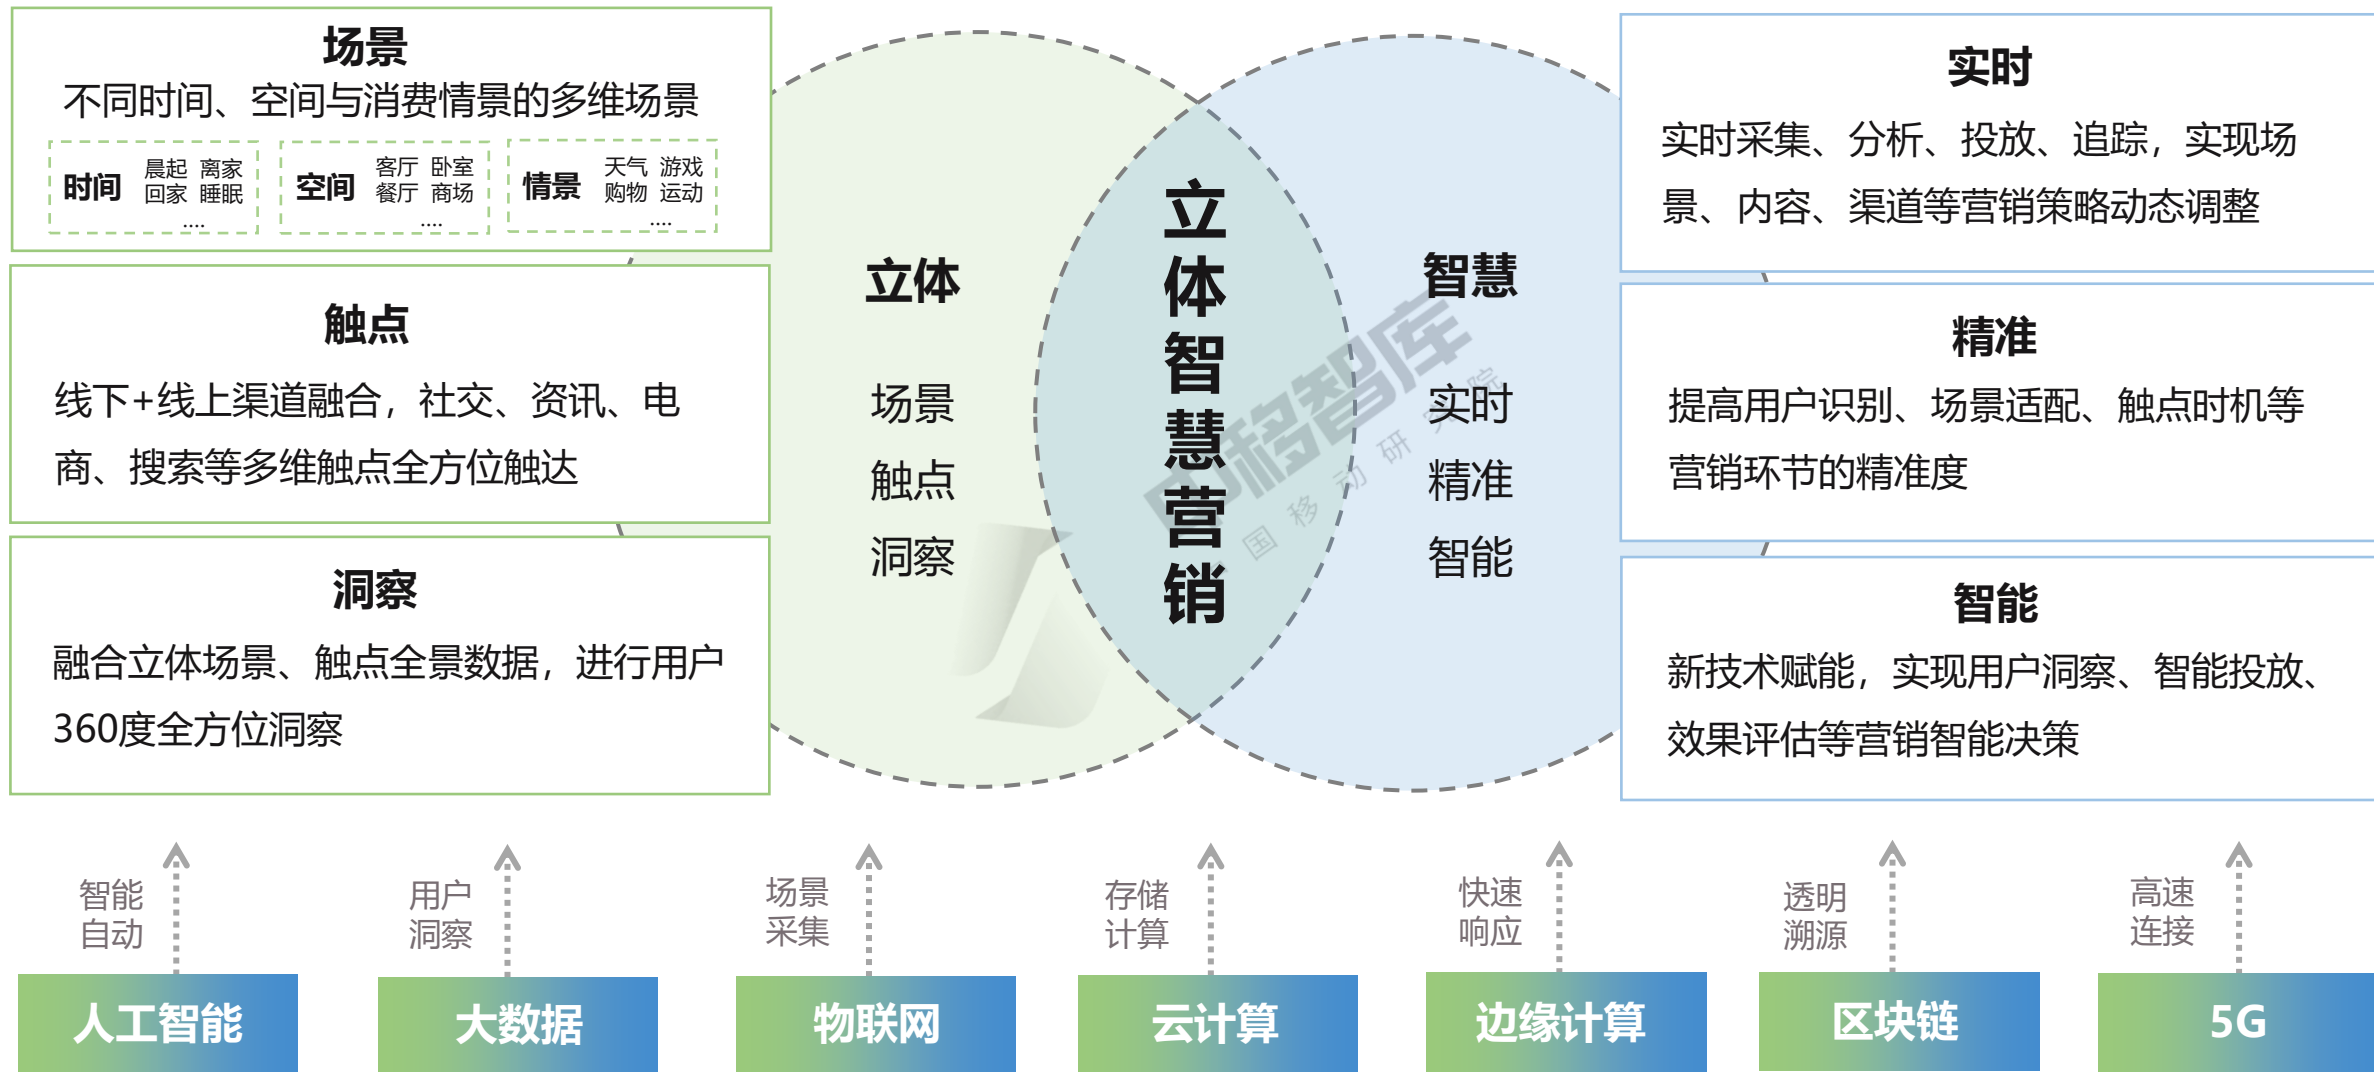 场景
不同时间、空间与消费情景的多维场景
时间
晨起 离家
回家 睡眠
....
空间
客厅 卧室
餐厅 商场
....
情景
天气 游戏
购物 运动
....
触点
线下+线上渠道融合，社交、资讯、电
商、搜索等多维触点全方位触达
洞察
融合立体场景、触点全景数据，进行用户
360度全方位洞察
立体
场景
触点
洞察
立体智慧营销
智慧
实时
精准
智能
中移智库
中国移动研究院
实时
实时采集、分析、投放、追踪，实现场
景、内容、渠道等营销策略动态调整
精准
提高用户识别、场景适配、触点时机等
营销环节的精准度
智能
新技术赋能，实现用户洞察、智能投放、
效果评估等营销智能决策
智能
自动
用户
洞察
场景
采集
存储
计算
快速
响应
透明
溯源
高速
连接
人工智能
大数据
物联网
云计算
边缘计算
区块链
5G